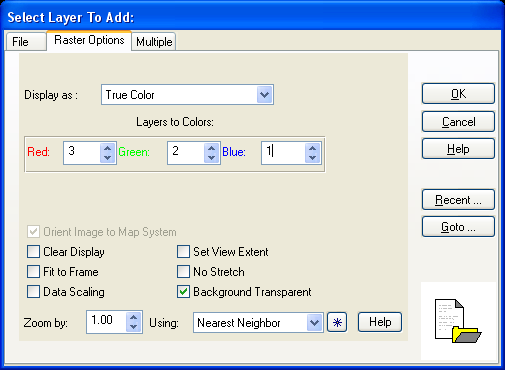 Select Layer To Add:
File Raster Options Multiple
Display as : True Color
OK
Layers to Colors:
Cancel
Red: 3 Green: 2 Blue: 1
Help
Recent ...
Goto ...
Orient Image to Map System
Clear Display Set View Extent
Fit to Frame No Stretch
Data Scaling Background Transparent
Zoom by: 1.00 Using: Nearest Neighbor Help